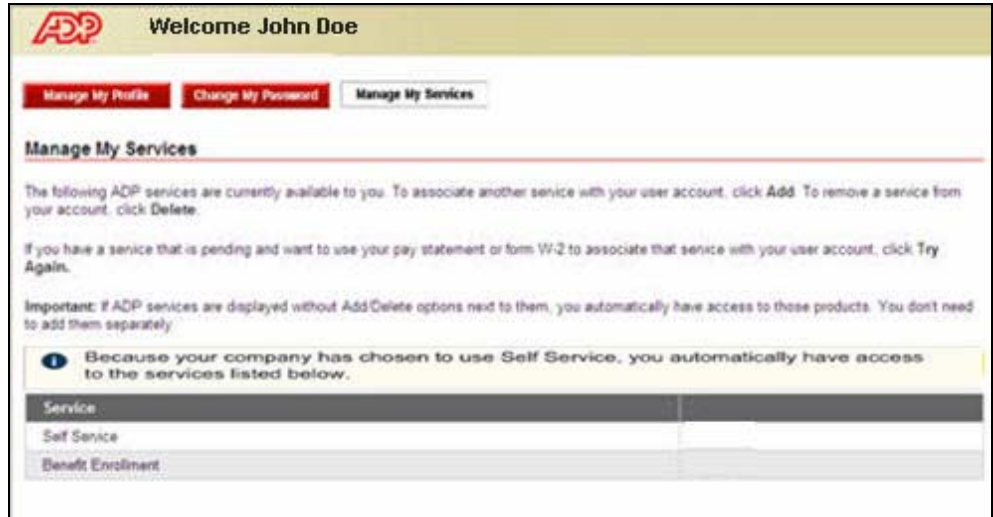 ADP Welcome John Doe
Manage My Profile Change My Password Manage My Services
Manage My Services
The following ADP services are currently available to you. To associate another service with your user account, click Add. To remove a service from
your account, click Delete.
If you have a service that is pending and want to use your pay statement or form W-2 to associate that service with your user account, click Try
Again.
Important: If ADP services are displayed without Add/Delete options next to them, you automatically have access to those products. You don't need
to add them separately.
Because your company has chosen to use Self Service, you automatically have access
to the services listed below.
Service
Self Service
Benefit Enrollment